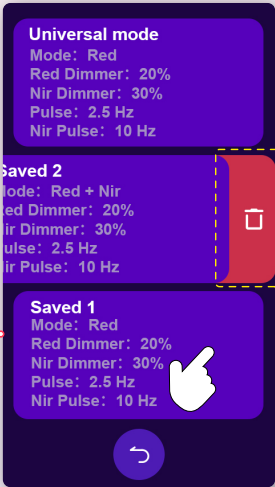 Universal mode
Mode： Red
Red Dimmer： 20%
Nir Dimmer： 30%
Pulse： 2.5 Hz
Nir Pulse： 10 Hz
Saved 2
lode： Red + Nir
ed Dimmer： 20%
ir Dimmer： 30%
ulse： 2.5 Hz
ir Pulse： 10 Hz
Saved 1
Mode： Red
Red Dimmer： 20%
Nir Dimmer： 30%
Pulse： 2.5 Hz
Nir Pulse： 10 Hz